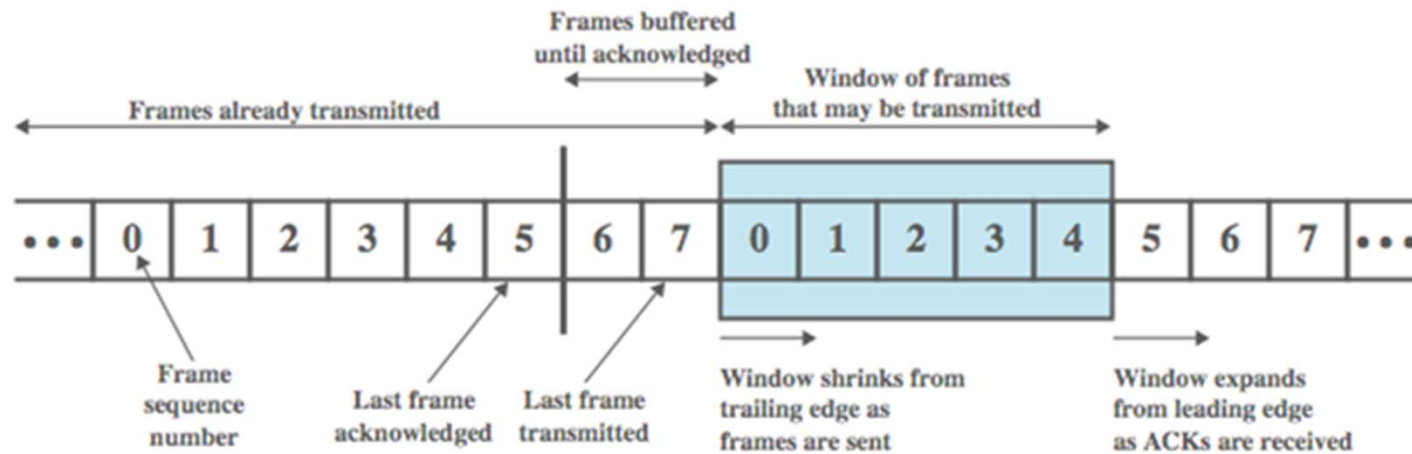 Frames buffered
until acknowledged
Window of frames
that may be transmitted
Frames already transmitted
••• 0 1 2 3 4 5 6 7 0 1 2 3 4 5 6 7 •••
Frame
sequence
number
Last frame
acknowledged
Last frame
transmitted
Window shrinks from
trailing edge as
frames are sent
Window expands
from leading edge
as ACKs are received